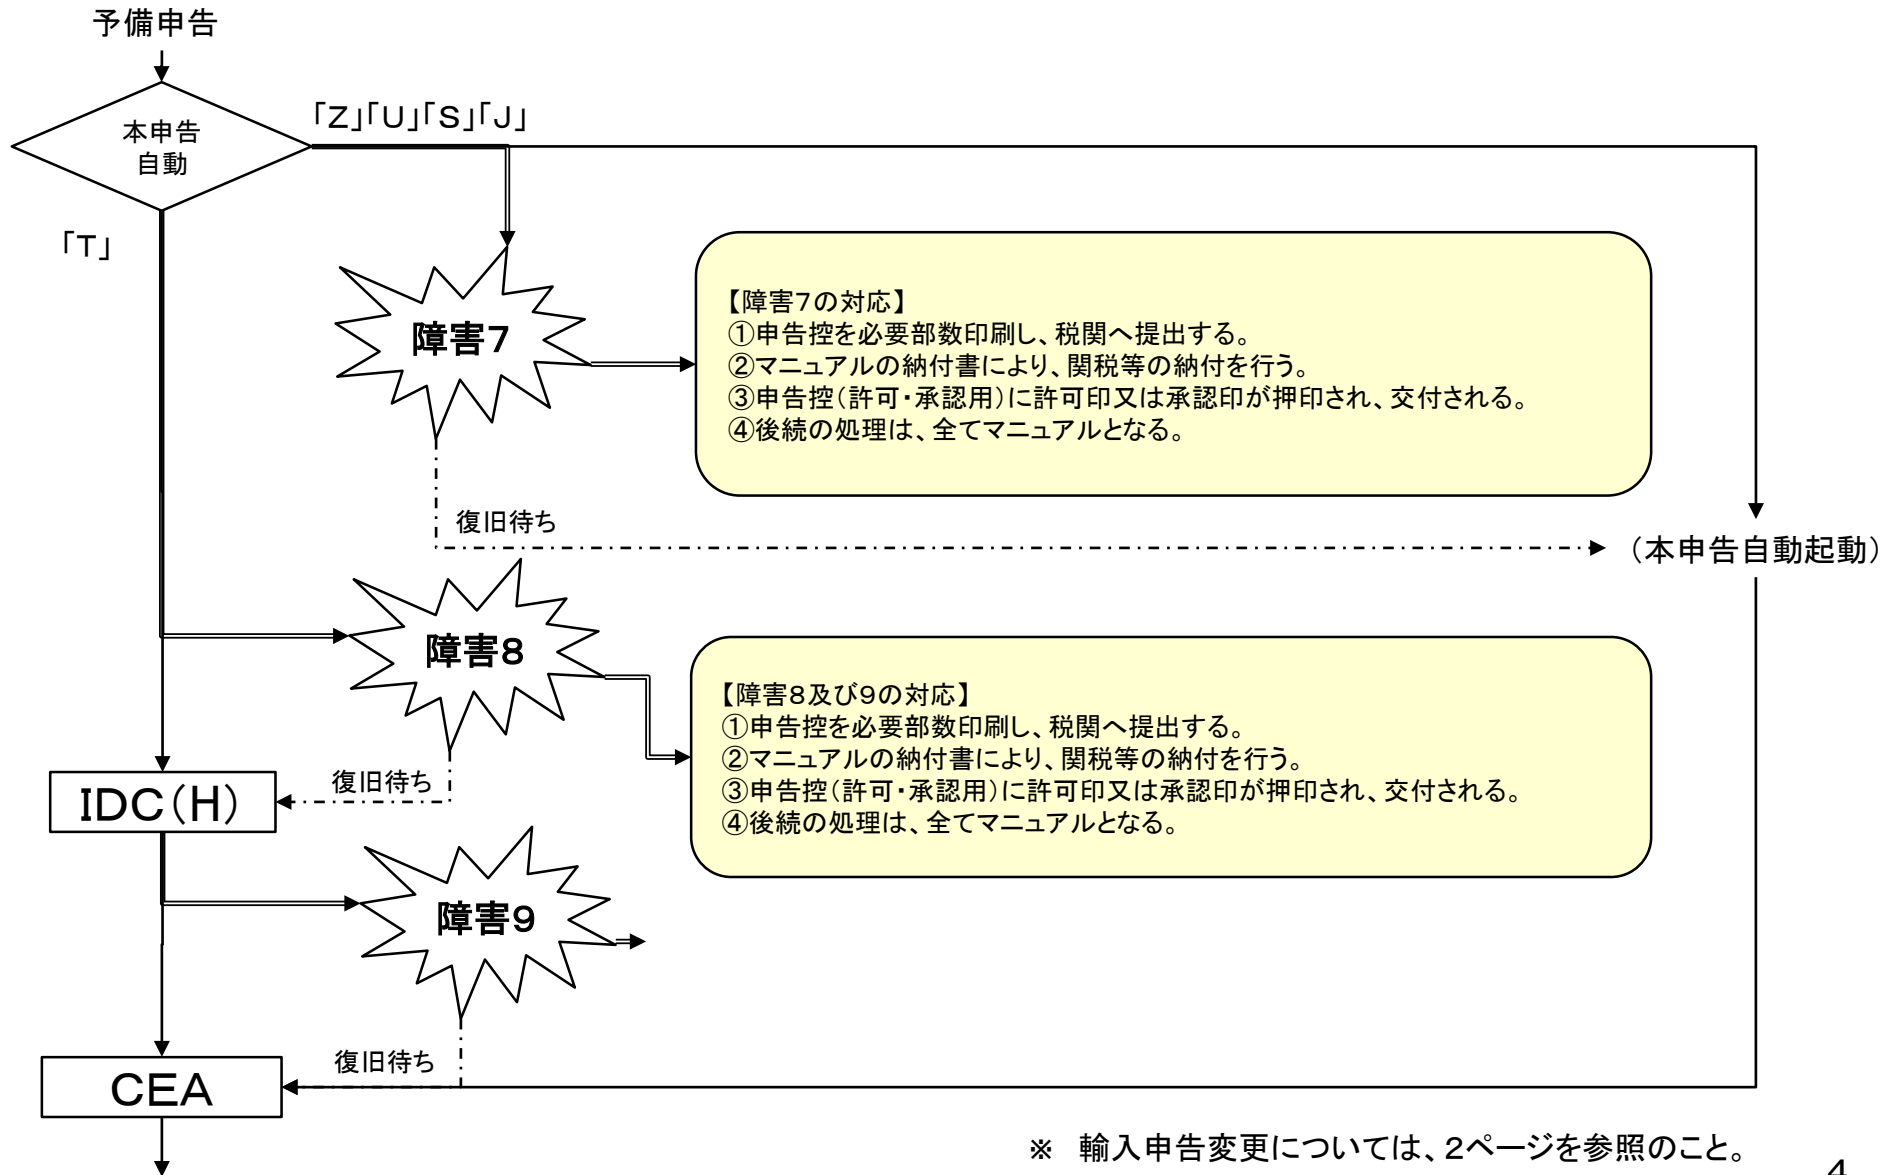 予備申告
本申告
自動
「Z」「U」「S」「J」
「T」
障害7
【障害7の対応】
①申告控を必要部数印刷し、税関へ提出する。
②マニュアルの納付書により、関税等の納付を行う。
③申告控(許可・承認用)に許可印又は承認印が押印され、交付される。
④後続の処理は、全てマニュアルとなる。
復旧待ち
(本申告自動起動)
障害8
【障害8及び9の対応】
①申告控を必要部数印刷し、税関へ提出する。
②マニュアルの納付書により、関税等の納付を行う。
③申告控(許可・承認用)に許可印又は承認印が押印され、交付される。
④後続の処理は、全てマニュアルとなる。
復旧待ち
IDC(H)
障害9
復旧待ち
CEA
※ 輸入申告変更については、2ページを参照のこと。
4